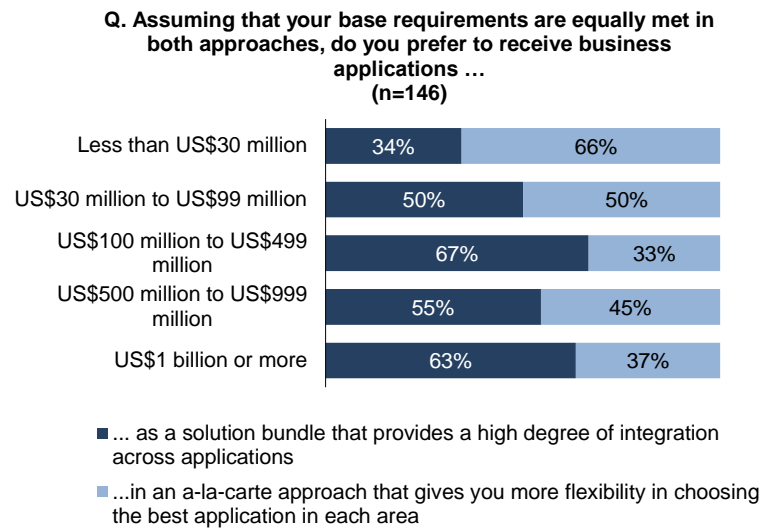 Q. Assuming that your base requirements are equally met in
both approaches, do you prefer to receive business
applications …
(n=146)
Less than US$30 million 34% 66%
US$30 million to US$99 million 50% 50%
US$100 million to US$499
million 67% 33%
US$500 million to US$999
million 55% 45%
US$1 billion or more 63% 37%
... as a solution bundle that provides a high degree of integration
across applications
...in an a-la-carte approach that gives you more flexibility in choosing
the best application in each area